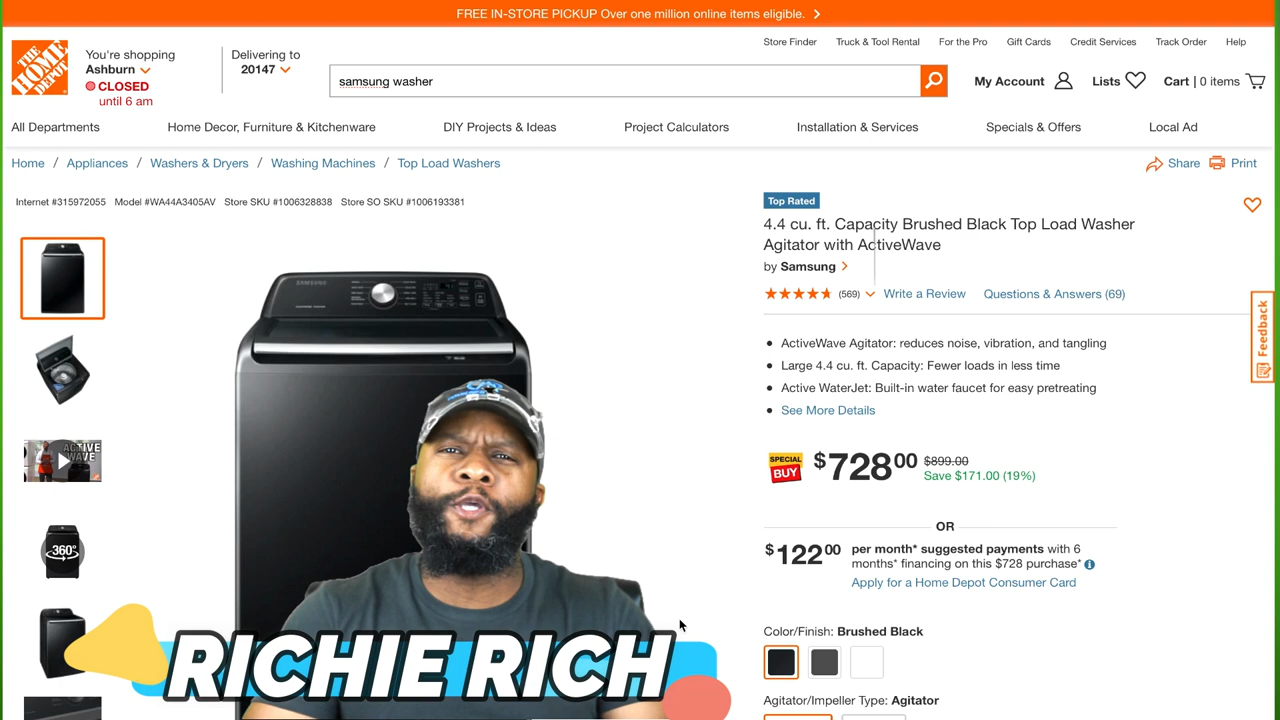 FREE IN-STORE PICKUP Over one million online items eligible.
Store Finder Truck & Tool Rental For the Pro Gift Cards Credit Services Track Order Help
THE HOME DEPOT
You're shopping
Ashburn
CLOSED
until 6 am
Delivering to
20147
samsung washer
My Account
Lists
Cart | 0 items
All Departments Home Decor, Furniture & Kitchenware DIY Projects & Ideas Project Calculators Installation & Services Specials & Offers Local Ad
Home / Appliances / Washers & Dryers / Washing Machines / Top Load Washers
Share Print
Internet #315972055 Model #WA44A3405AV Store SKU #1006328838 Store SO SKU #1006193381
Top Rated
4.4 cu. ft. Capacity Brushed Black Top Load Washer
Agitator with ActiveWave
by Samsung
(569) Write a Review Questions & Answers (69)
Feedback
ActiveWave Agitator: reduces noise, vibration, and tangling
Large 4.4 cu. ft. Capacity: Fewer loads in less time
Active WaterJet: Built-in water faucet for easy pretreating
See More Details
SPECIAL
BUY
$728 00
$899.00
Save $171.00 (19%)
OR
$122 00
per month* suggested payments with 6
months* financing on this $728 purchase*
Apply for a Home Depot Consumer Card
Color/Finish: Brushed Black
Agitator/Impeller Type: Agitator
SAMSUNG
ACTIVE
WAVE
360°
RICHIE RICH